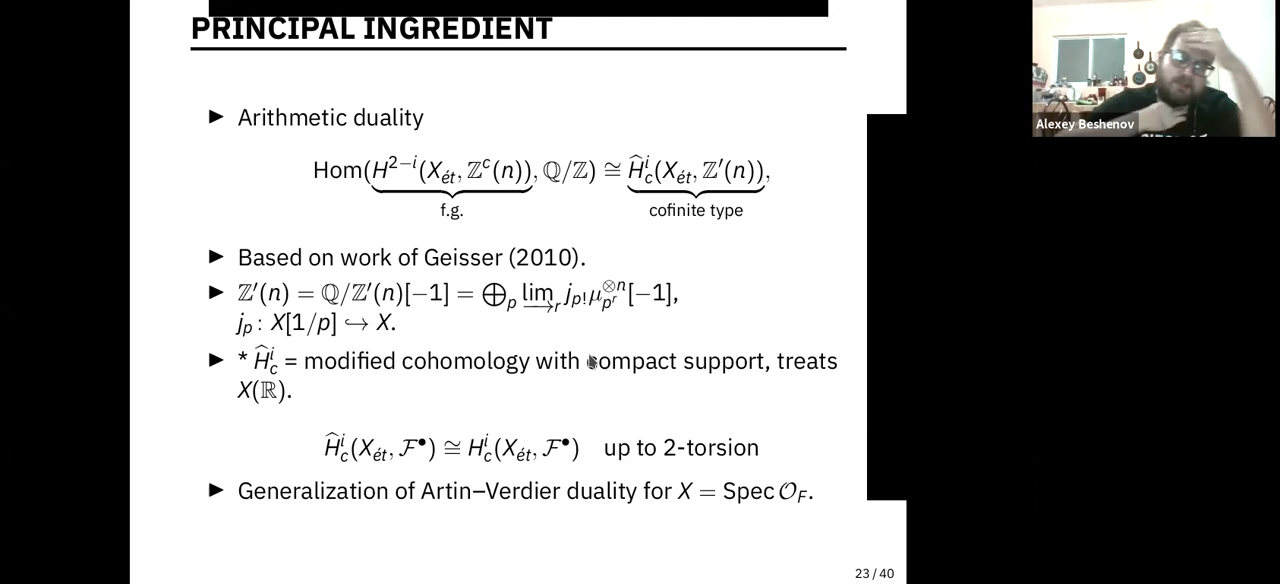 PRINCIPAL INGREDIENT
► Arithmetic duality
Hom(H^{2−i}(X_{ét}, ℤ^c(n)), ℚ/ℤ) ≅ Ĥ^i_c(X_{ét}, ℤ′(n)),
f.g. cofinite type
► Based on work of Geisser (2010).
► ℤ′(n) = ℚ/ℤ′(n)[−1] = ⊕_p lim_{→r} j_{p!} μ_{p^r}^{⊗n}[−1],
j_p : X[1/p] ↪ X.
► * Ĥ^i_c = modified cohomology with compact support, treats
X(ℝ).
Ĥ^i_c(X_{ét}, ℱ^•) ≅ H^i_c(X_{ét}, ℱ^•) up to 2-torsion
► Generalization of Artin–Verdier duality for X = Spec 𝒪_F.
23 / 40
Alexey Beshenov